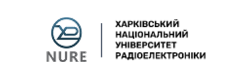 NURE
ХАРКІВСЬКИЙ
НАЦІОНАЛЬНИЙ
УНІВЕРСИТЕТ
РАДІОЕЛЕКТРОНІКИ